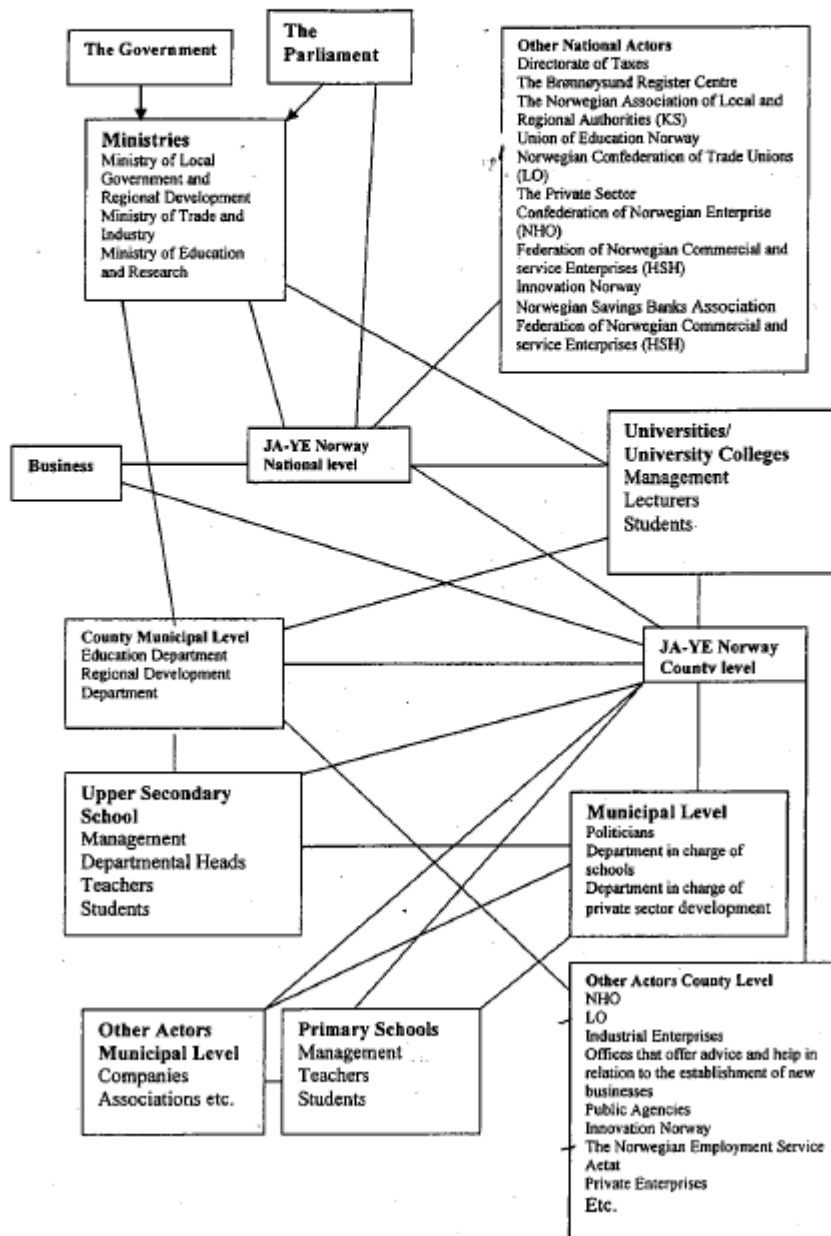 The Government
The
Parliament
Other National Actors
Directorate of Taxes
The Brønnøysund Register Centre
The Norwegian Association of Local and
Regional Authorities (KS)
Union of Education Norway
Norwegian Confederation of Trade Unions
(LO)
The Private Sector
Confederation of Norwegian Enterprise
(NHO)
Federation of Norwegian Commercial and
service Enterprises (HSH)
Innovation Norway
Norwegian Savings Banks Association
Federation of Norwegian Commercial and
service Enterprises (HSH)
Ministries
Ministry of Local
Government and
Regional Development
Ministry of Trade and
Industry
Ministry of Education
and Research
JA-YE Norway
National level
Business
Universities/
University Colleges
Management
Lecturers
Students
County Municipal Level
Education Department
Regional Development
Department
JA-YE Norway
County level
Upper Secondary
School
Management
Departmental Heads
Teachers
Students
Municipal Level
Politicians
Department in charge of
schools
Department in charge of
private sector development
Other Actors
Municipal Level
Companies
Associations etc.
Primary Schools
Management
Teachers
Students
Other Actors County Level
NHO
LO
Industrial Enterprises
Offices that offer advice and help in
relation to the establishment of new
businesses
Public Agencies
Innovation Norway
The Norwegian Employment Service
Aetat
Private Enterprises
Etc.